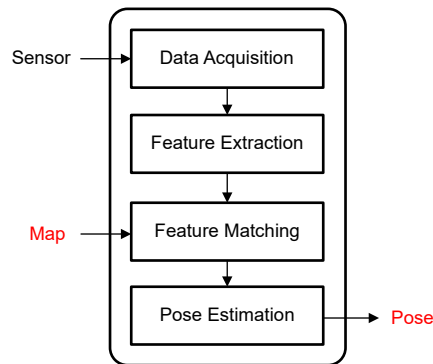 Sensor
Data Acquisition
Feature Extraction
Map
Feature Matching
Pose Estimation
Pose